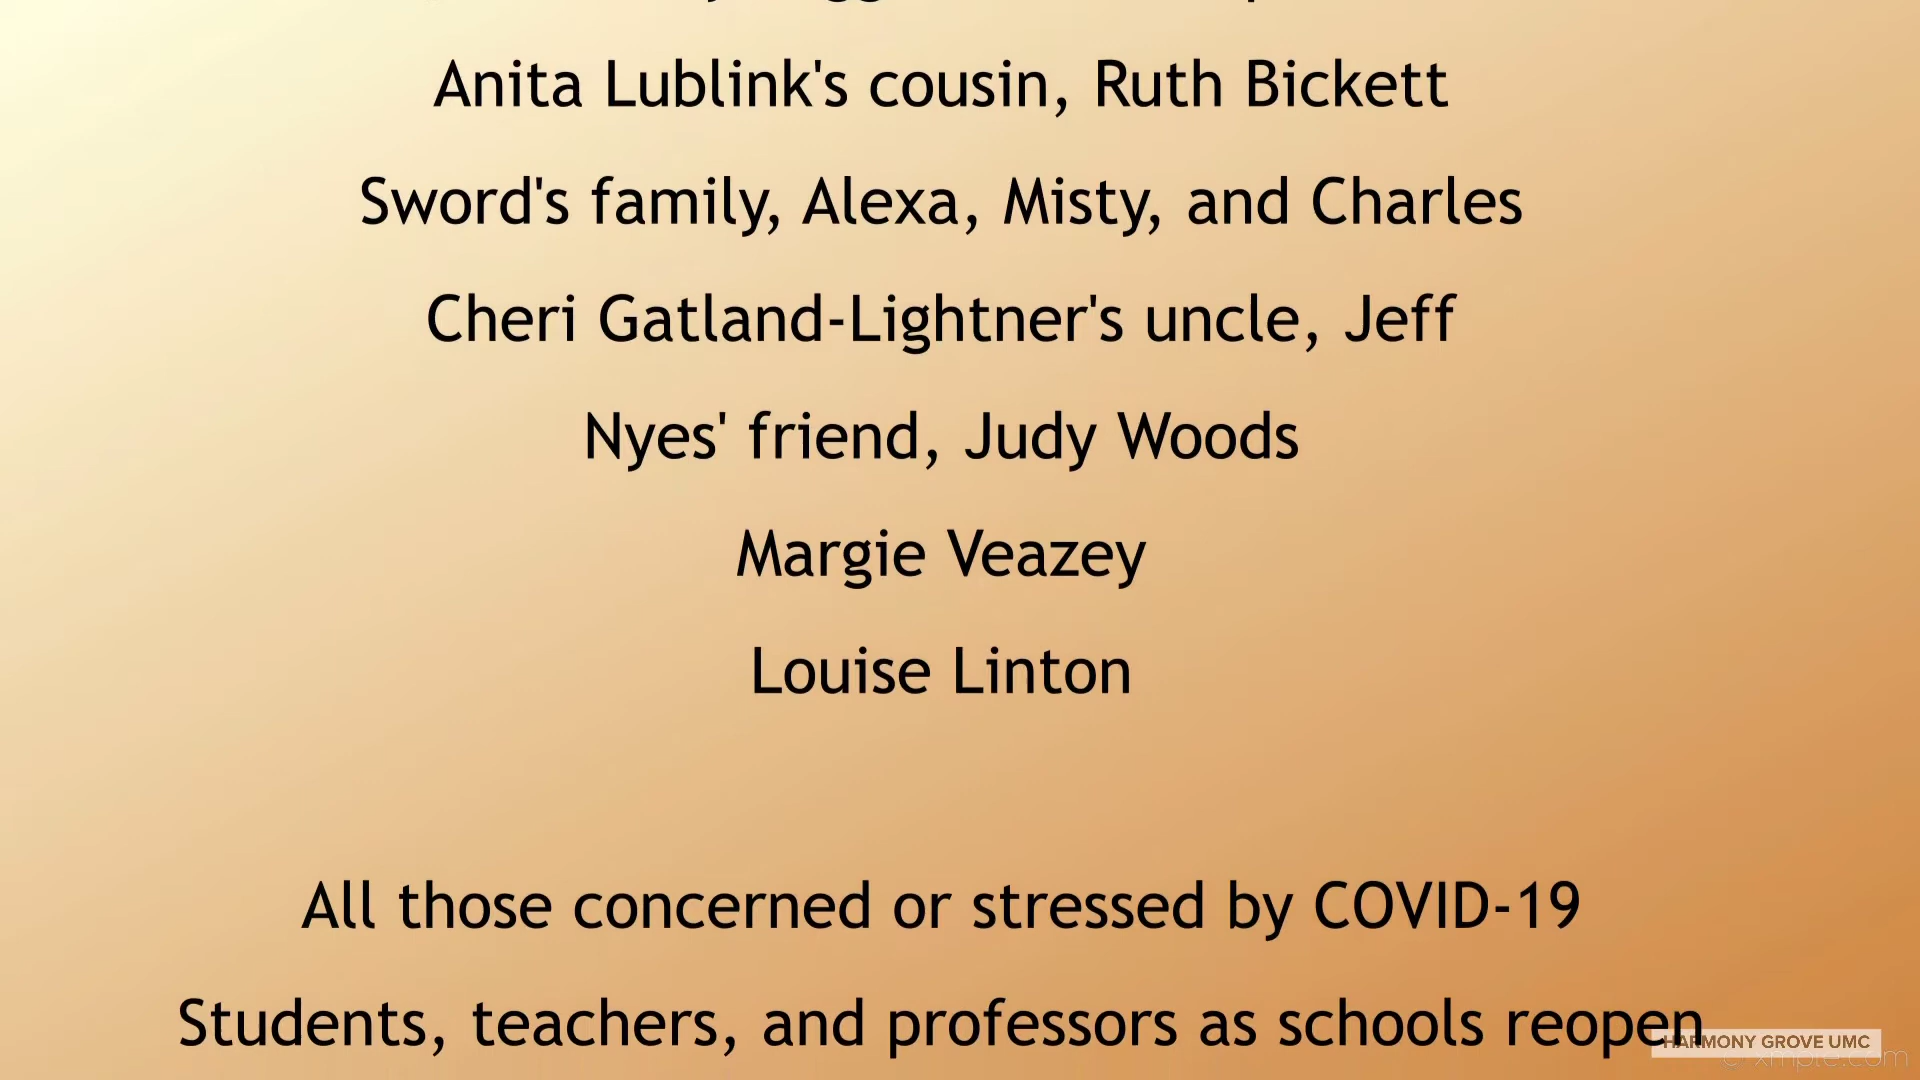 Anita Lublink's cousin, Ruth Bickett
Sword's family, Alexa, Misty, and Charles
Cheri Gatland-Lightner's uncle, Jeff
Nyes' friend, Judy Woods
Margie Veazey
Louise Linton
All those concerned or stressed by COVID-19
Students, teachers, and professors as schools reopen
HARMONY GROVE UMC